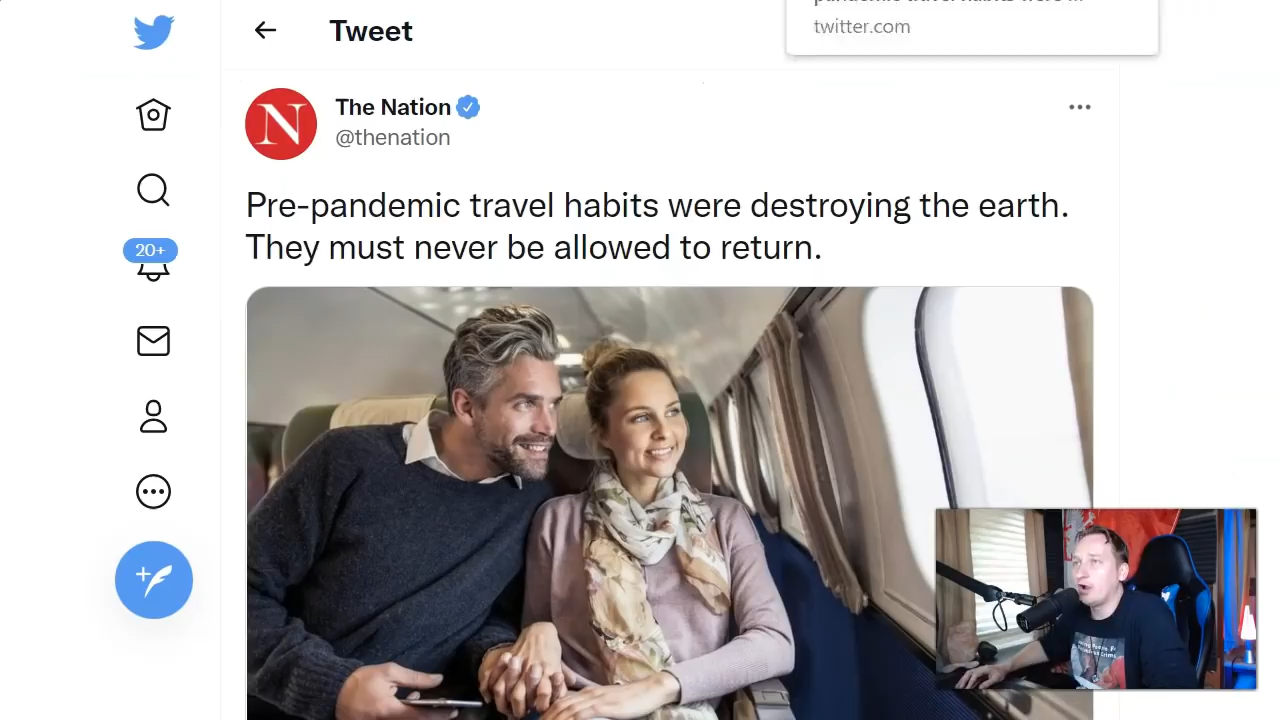 Tweet
twitter.com
The Nation
@thenation
N
Pre-pandemic travel habits were destroying the earth.
They must never be allowed to return.
20+